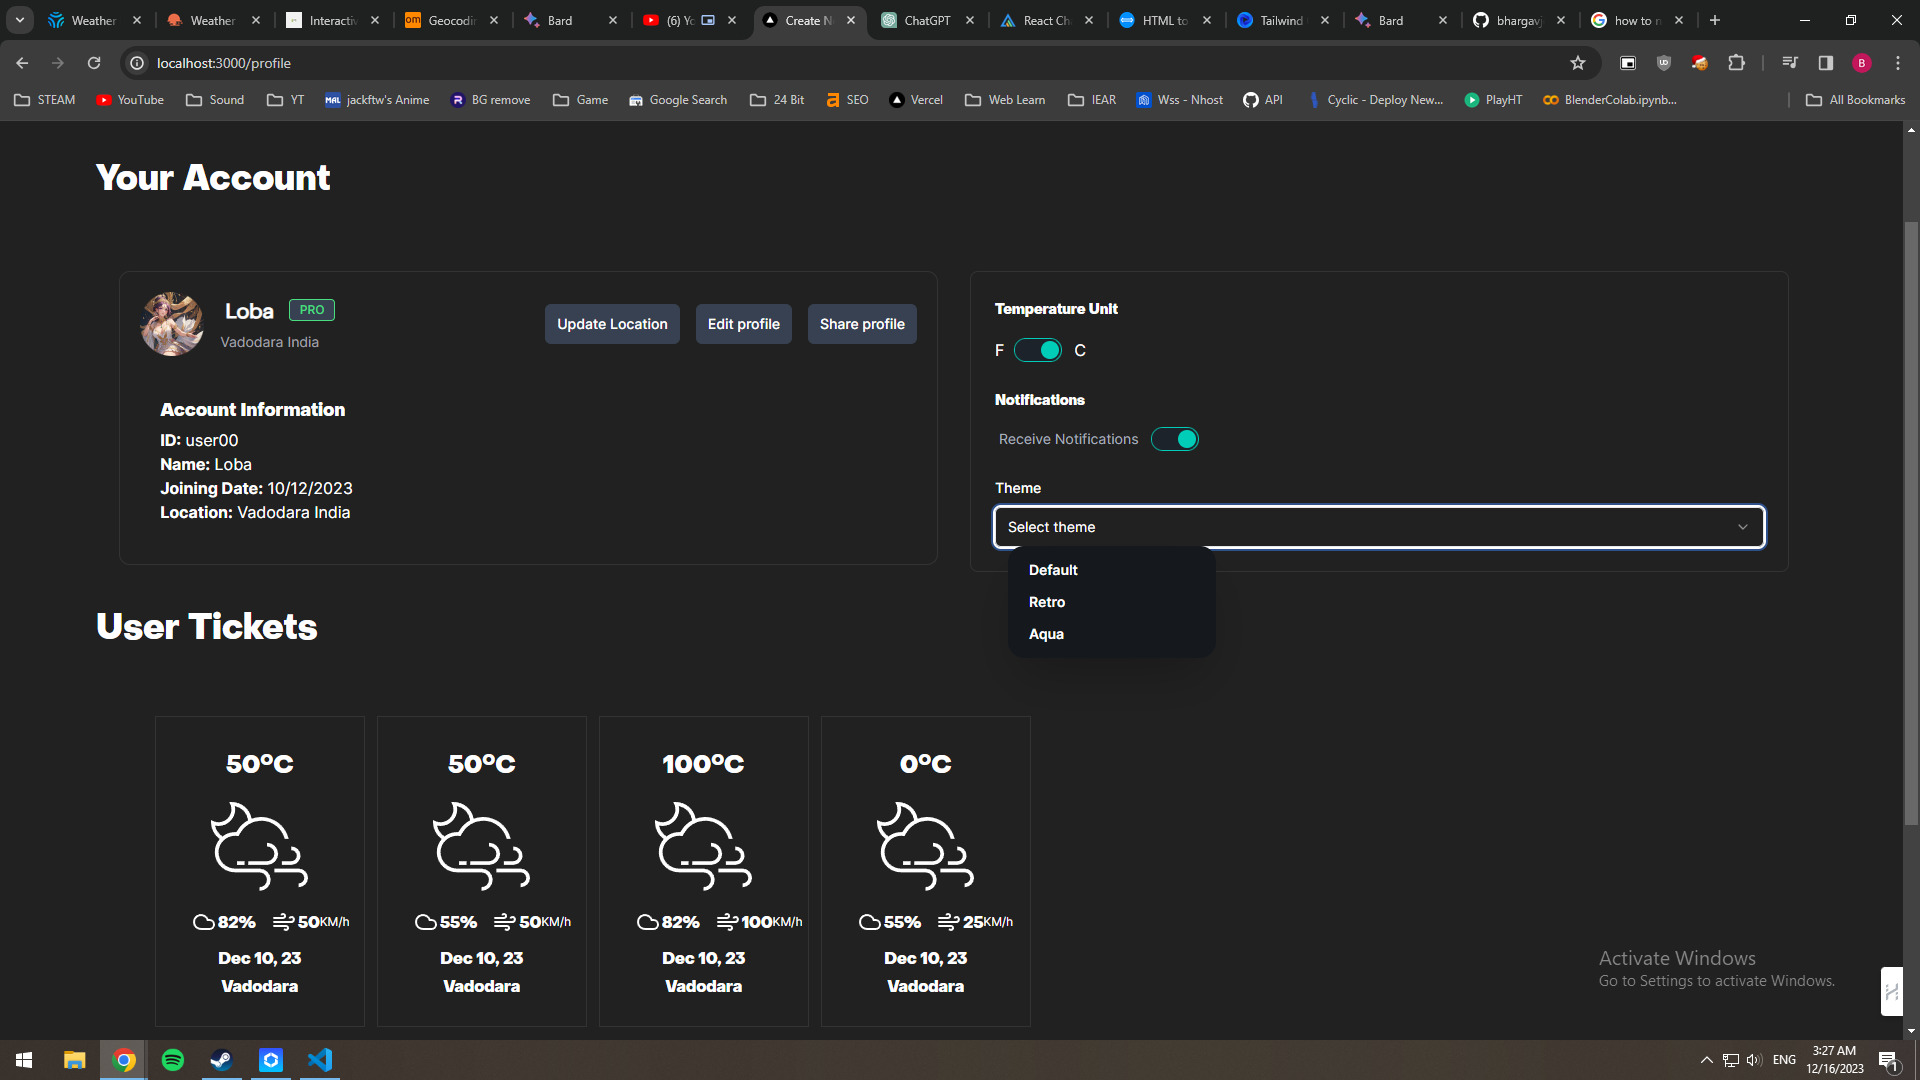 Weather
Weather
Interactiv
Geocodin
Bard
(6) Yo
Create N
ChatGPT
React Ch
HTML to
Tailwind
Bard
bhargavj
how to n
localhost:3000/profile
STEAM
YouTube
Sound
YT
MAL jackftw's Anime
BG remove
Game
Google Search
24 Bit
SEO
Vercel
Web Learn
IEAR
Wss - Nhost
API
Cyclic - Deploy New...
PlayHT
BlenderColab.ipynb...
All Bookmarks
Your Account
Loba PRO
Vadodara India
Update Location
Edit profile
Share profile
Account Information
ID: user00
Name: Loba
Joining Date: 10/12/2023
Location: Vadodara India
Temperature Unit
F C
Notifications
Receive Notifications
Theme
Select theme
Default
Retro
Aqua
User Tickets
50°C
82% 50KM/h
Dec 10, 23
Vadodara
50°C
55% 50KM/h
Dec 10, 23
Vadodara
100°C
82% 100KM/h
Dec 10, 23
Vadodara
0°C
55% 25KM/h
Dec 10, 23
Vadodara
Activate Windows
Go to Settings to activate Windows.
ENG
3:27 AM
12/16/2023
1